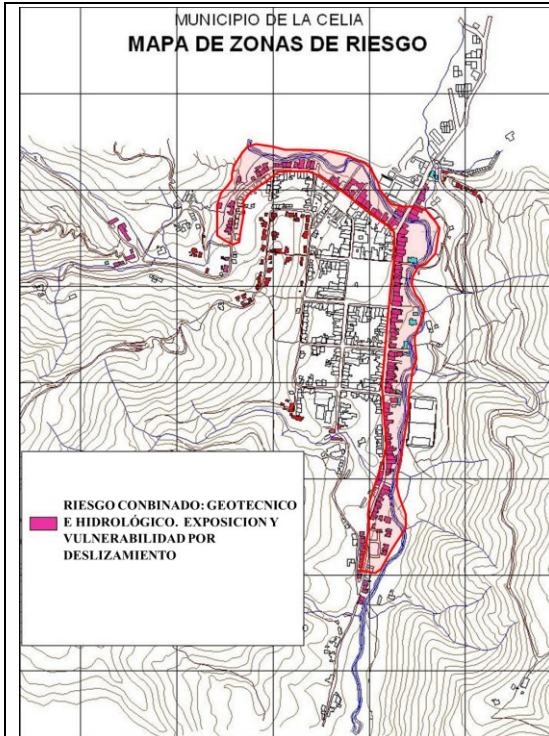 MUNICIPIO DE LA CELIA
MAPA DE ZONAS DE RIESGO
RIESGO CONBINADO: GEOTECNICO
E HIDROLÓGICO. EXPOSICION Y
VULNERABILIDAD POR
DESLIZAMIENTO